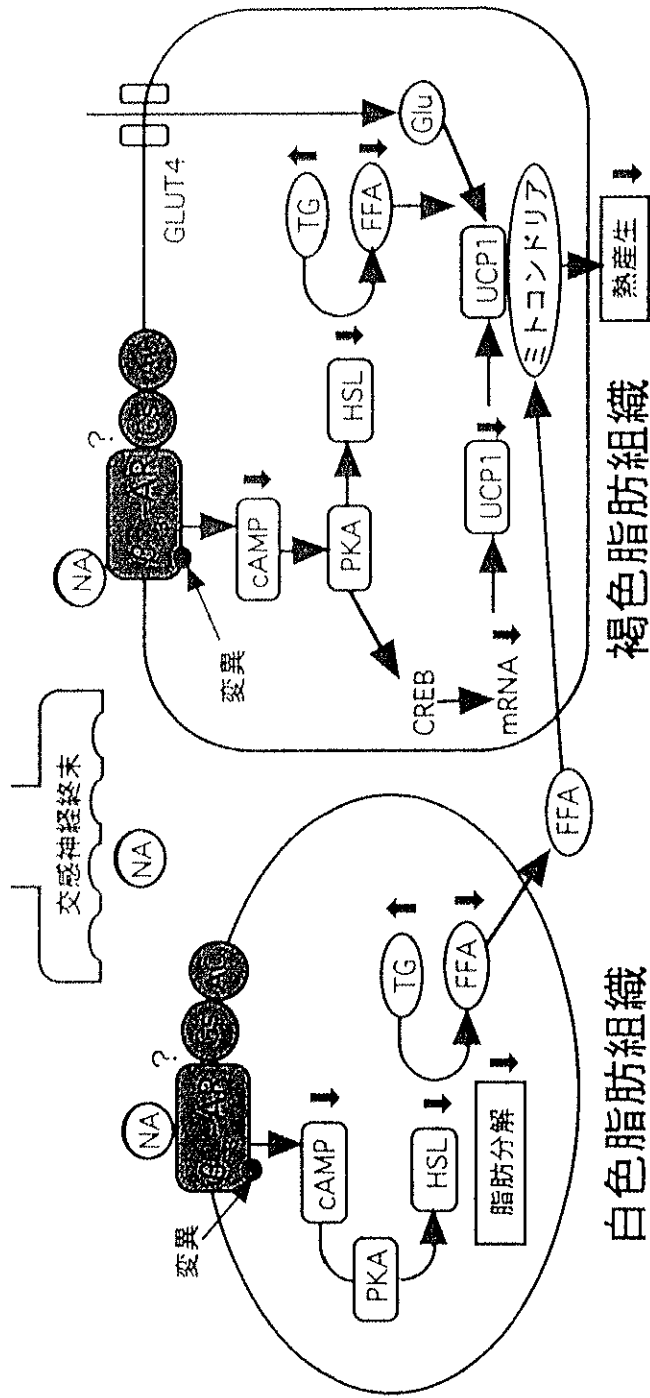 交感神経終末
NA
NA
?
Gs
変異
cAMP
PKA
HSL
脂肪分解
TG
FFA
FFA
白色脂肪組織
NA
?
Gs
変異
GLUT4
cAMP
PKA
HSL
TG
FFA
Glu
CREB
mRNA
UCP1
UCP1
ミトコンドリア
熱産生
褐色脂肪組織